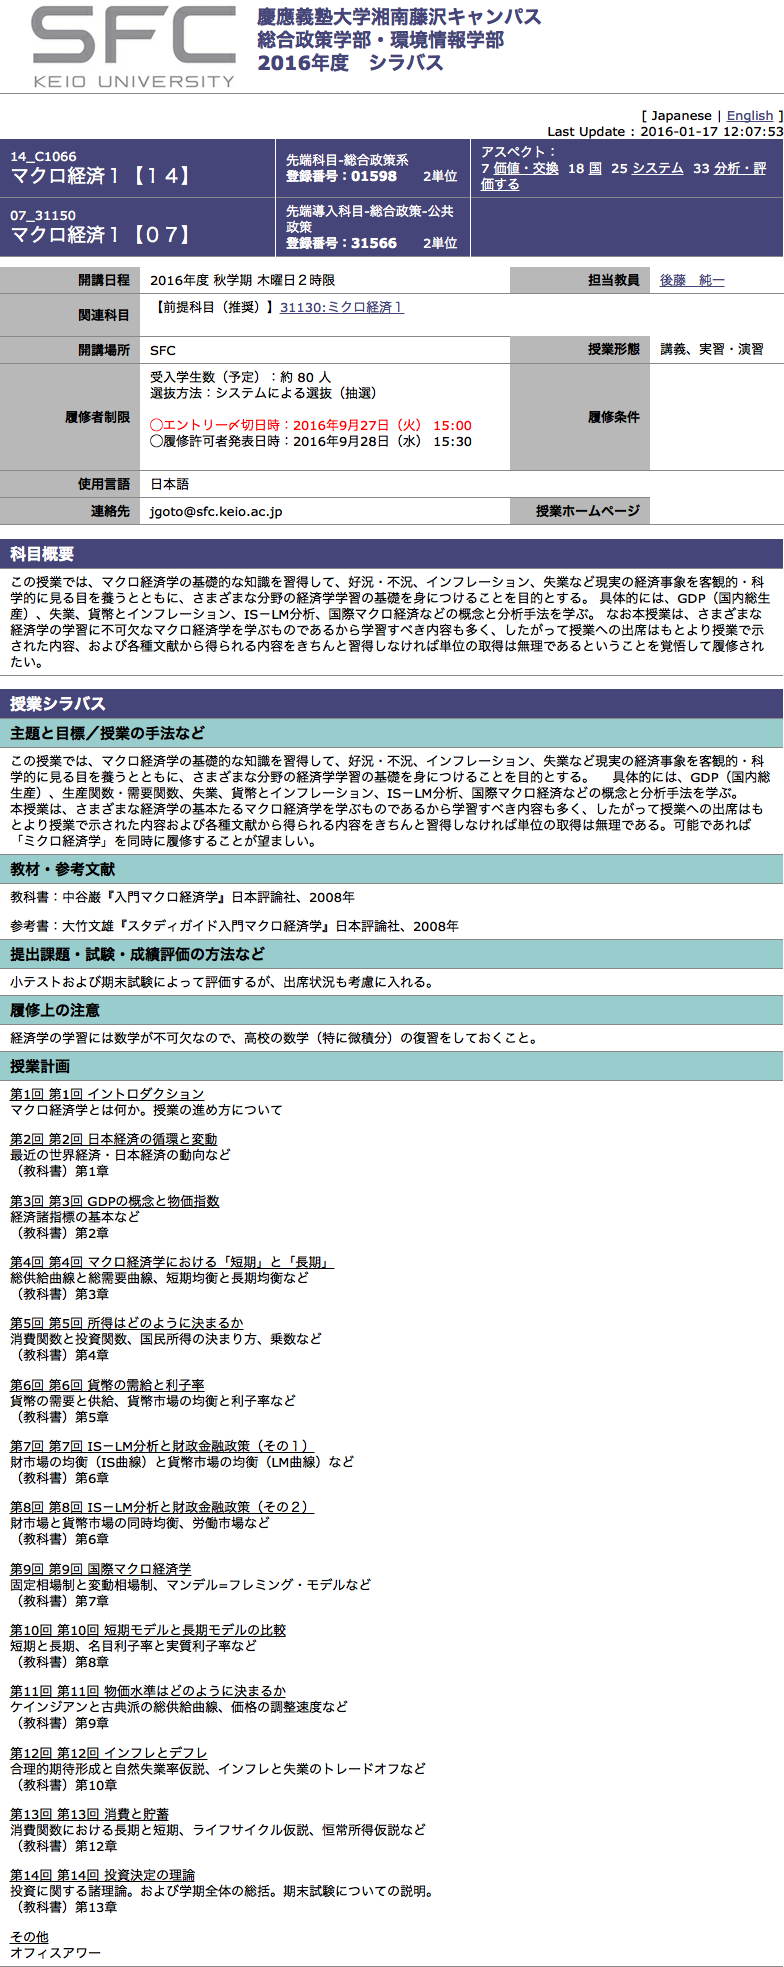 SFC
KEIO UNIVERSITY
慶應義塾大学湘南藤沢キャンパス
総合政策学部・環境情報学部
2016年度　シラバス
[ Japanese | English ]
Last Update : 2016-01-17 12:07:53
14_C1066
マクロ経済１【１４】
先端科目-総合政策系
登録番号：01598　　2単位
アスペクト：
7 価値・交換 18 国 25 システム 33 分析・評
価する
07_31150
マクロ経済１【０７】
先端導入科目-総合政策-公共
政策
登録番号：31566　　2単位
開講日程 2016年度 秋学期 木曜日２時限 担当教員 後藤　純一
関連科目 【前提科目（推奨）】31130:ミクロ経済１
開講場所 SFC 授業形態 講義、実習・演習
履修者制限
受入学生数（予定）：約 80 人
選抜方法：システムによる選抜（抽選）
◯エントリー〆切日時：2016年9月27日（火） 15:00
◯履修許可者発表日時：2016年9月28日（水） 15:30
履修条件
使用言語 日本語
連絡先 jgoto@sfc.keio.ac.jp 授業ホームページ
科目概要
この授業では、マクロ経済学の基礎的な知識を習得して、好況・不況、インフレーション、失業など現実の経済事象を客観的・科
学的に見る目を養うとともに、さまざまな分野の経済学学習の基礎を身につけることを目的とする。 具体的には、GDP（国内総生
産）、失業、貨幣とインフレーション、IS－LM分析、国際マクロ経済などの概念と分析手法を学ぶ。 なお本授業は、さまざまな
経済学の学習に不可欠なマクロ経済学を学ぶものであるから学習すべき内容も多く、したがって授業への出席はもとより授業で示
された内容、および各種文献から得られる内容をきちんと習得しなければ単位の取得は無理であるということを覚悟して履修され
たい。
授業シラバス
主題と目標／授業の手法など
この授業では、マクロ経済学の基礎的な知識を習得して、好況・不況、インフレーション、失業など現実の経済事象を客観的・科
学的に見る目を養うとともに、さまざまな分野の経済学学習の基礎を身につけることを目的とする。　 具体的には、GDP（国内総
生産）、生産関数・需要関数、失業、貨幣とインフレーション、IS－LM分析、国際マクロ経済などの概念と分析手法を学ぶ。
本授業は、さまざまな経済学の基本たるマクロ経済学を学ぶものであるから学習すべき内容も多く、したがって授業への出席はも
とより授業で示された内容および各種文献から得られる内容をきちんと習得しなければ単位の取得は無理である。可能であれば
「ミクロ経済学」を同時に履修することが望ましい。
教材・参考文献
教科書：中谷巌『入門マクロ経済学』日本評論社、2008年
参考書：大竹文雄『スタディガイド入門マクロ経済学』日本評論社、2008年
提出課題・試験・成績評価の方法など
小テストおよび期末試験によって評価するが、出席状況も考慮に入れる。
履修上の注意
経済学の学習には数学が不可欠なので、高校の数学（特に微積分）の復習をしておくこと。
授業計画
第1回 第1回 イントロダクション
マクロ経済学とは何か。授業の進め方について
第2回 第2回 日本経済の循環と変動
最近の世界経済・日本経済の動向など
（教科書）第1章
第3回 第3回 GDPの概念と物価指数
経済諸指標の基本など
（教科書）第2章
第4回 第4回 マクロ経済学における「短期」と「長期」
総供給曲線と総需要曲線、短期均衡と長期均衡など
（教科書）第3章
第5回 第5回 所得はどのように決まるか
消費関数と投資関数、国民所得の決まり方、乗数など
（教科書）第4章
第6回 第6回 貨幣の需給と利子率
貨幣の需要と供給、貨幣市場の均衡と利子率など
（教科書）第5章
第7回 第7回 IS－LM分析と財政金融政策（その１）
財市場の均衡（IS曲線）と貨幣市場の均衡（LM曲線）など
（教科書）第6章
第8回 第8回 IS－LM分析と財政金融政策（その２）
財市場と貨幣市場の同時均衡、労働市場など
（教科書）第6章
第9回 第9回 国際マクロ経済学
固定相場制と変動相場制、マンデル=フレミング・モデルなど
（教科書）第7章
第10回 第10回 短期モデルと長期モデルの比較
短期と長期、名目利子率と実質利子率など
（教科書）第8章
第11回 第11回 物価水準はどのように決まるか
ケインジアンと古典派の総供給曲線、価格の調整速度など
（教科書）第9章
第12回 第12回 インフレとデフレ
合理的期待形成と自然失業率仮説、インフレと失業のトレードオフなど
（教科書）第10章
第13回 第13回 消費と貯蓄
消費関数における長期と短期、ライフサイクル仮説、恒常所得仮説など
（教科書）第12章
第14回 第14回 投資決定の理論
投資に関する諸理論。および学期全体の総括。期末試験についての説明。
（教科書）第13章
その他
オフィスアワー